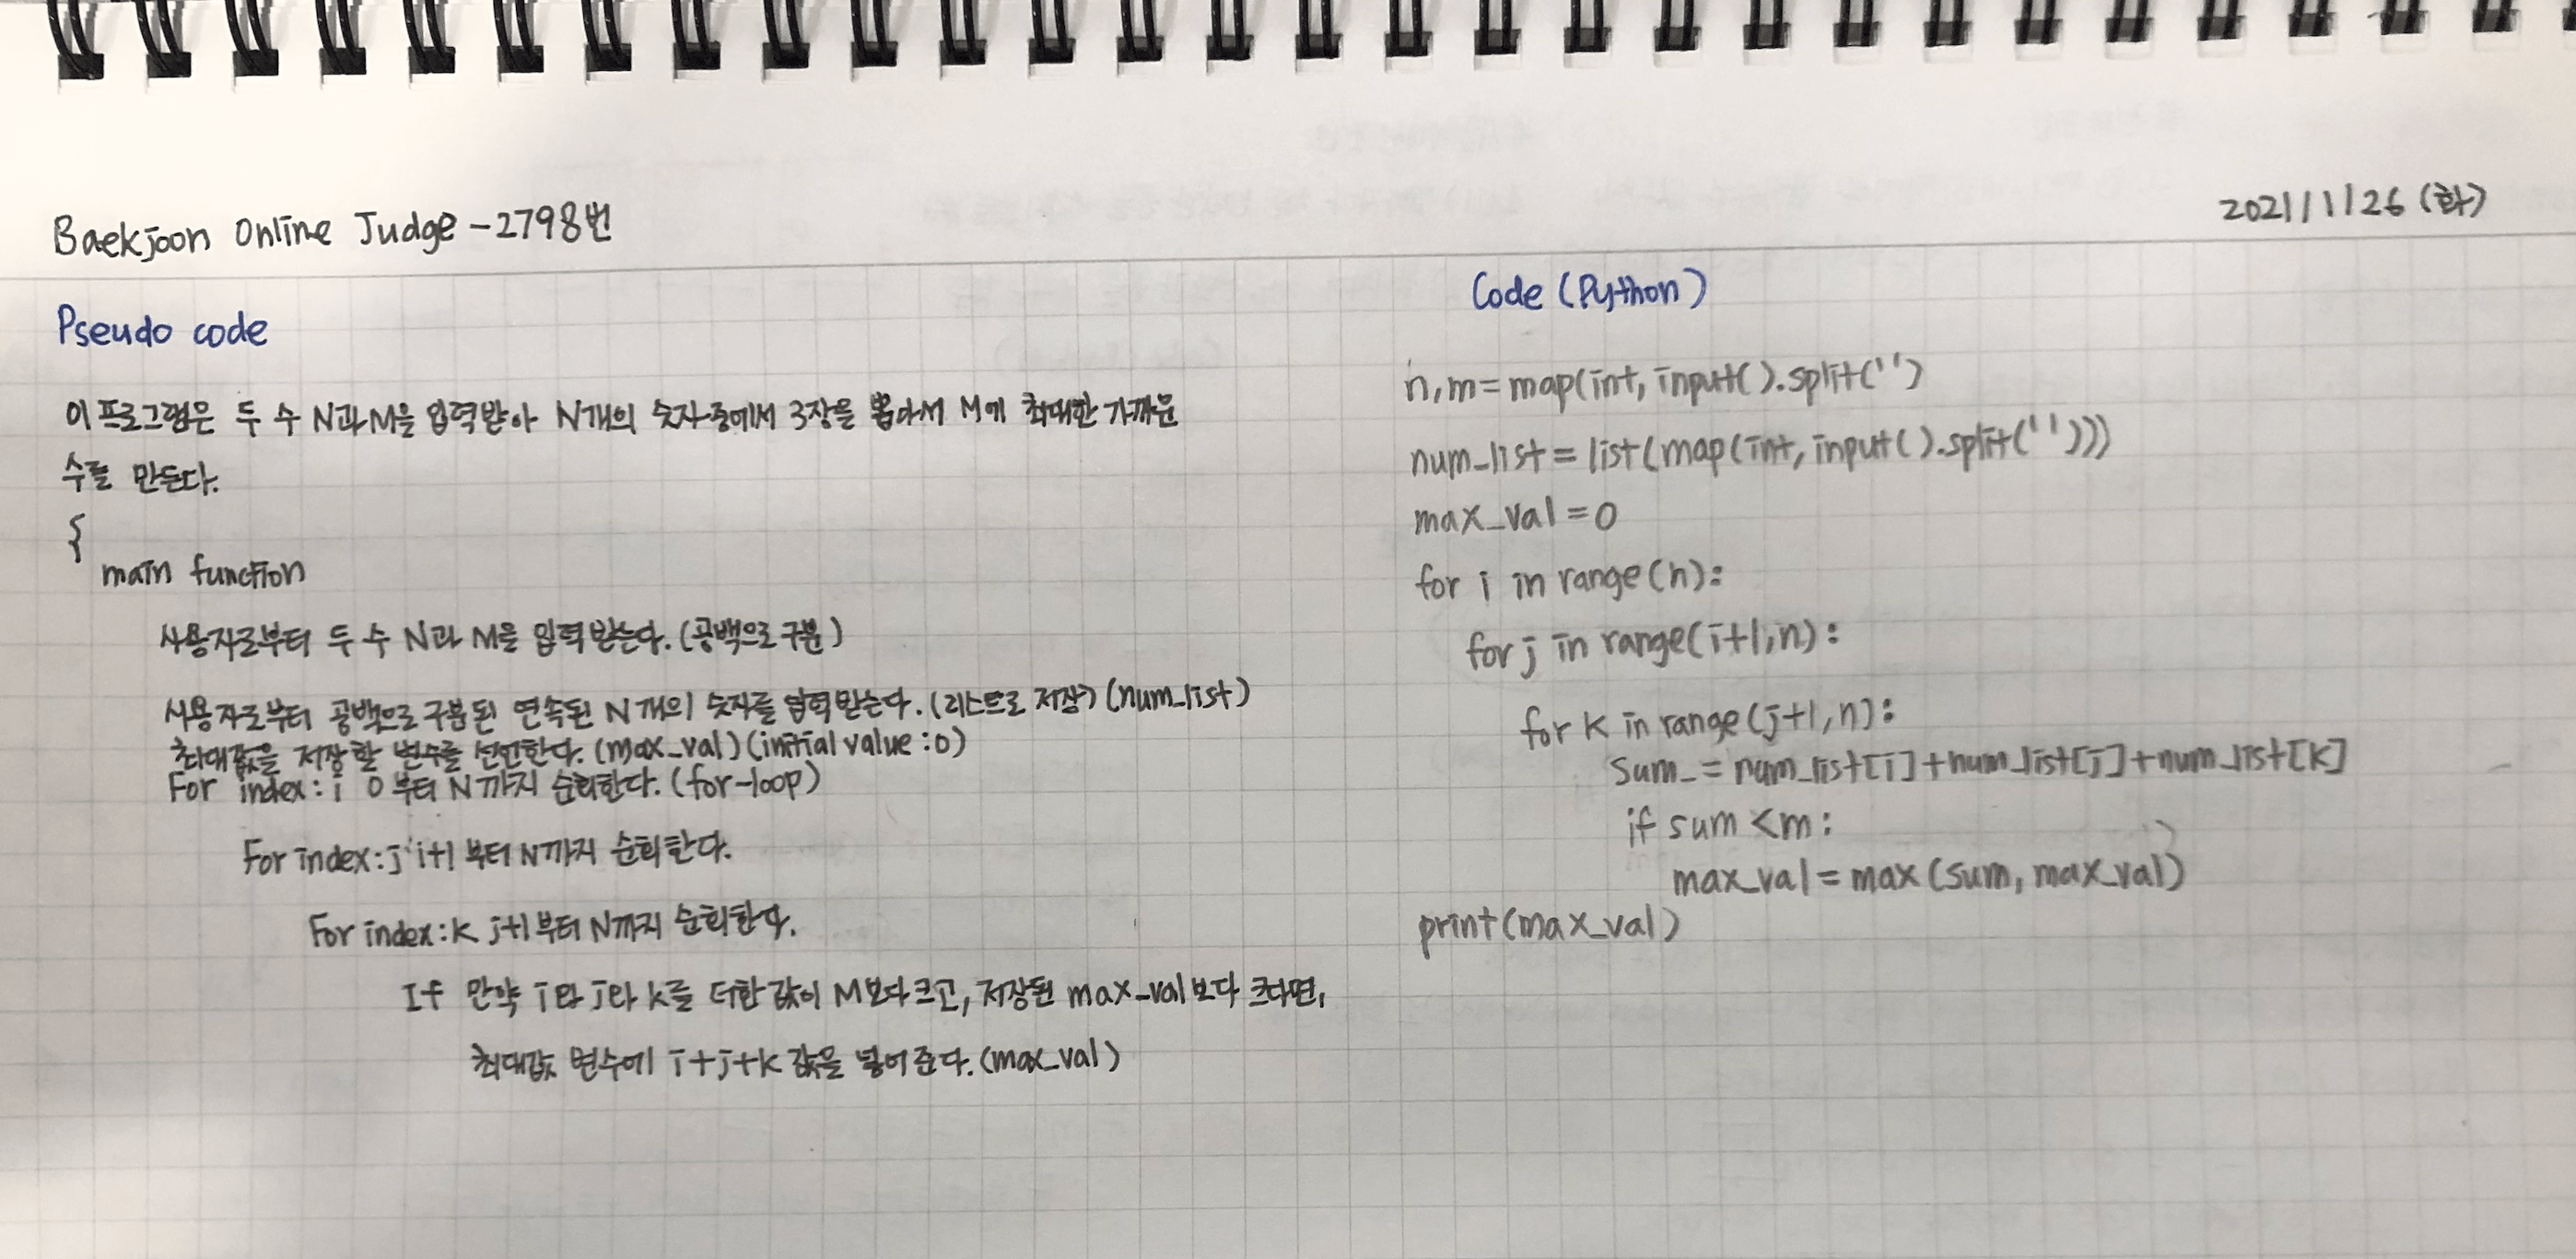 Baekjoon Online Judge - 2798번
2021/1/26 (화)
Pseudo code
이 프로그램은 두 수 N과 M을 입력받아 N개의 숫자중에서 3장을 뽑아서 M에 최대한 가까운
수를 만든다.
{
main function
사용자로부터 두 수 N과 M을 입력 받는다. (공백으로 구분)
사용자로부터 공백으로 구분된 연속된 N개의 숫자를 입력받는다. (리스트로 저장) (num_list)
최대값을 저장할 변수를 선언한다. (max_val) (initial value : 0)
For index : i 0부터 N까지 순회한다. (for-loop)
For index : j i+1 부터 N까지 순회한다.
For index : k j+1부터 N까지 순회한다.
If 만약 i와 j와 k를 더한 값이 M보다 크고, 저장된 max_val보다 크다면,
최대값 변수에 i+j+k 값을 넣어 준다. (max_val)
Code (Python)
n,m = map(int, input().split(' ')
num_list = list(map(int, input().split(' ')))
max_val = 0
for i in range(n):
for j in range(i+1,n):
for k in range(j+1,n):
sum_ = num_list[i]+num_list[j]+num_list[k]
if sum < m:
max_val = max(sum, max_val)
print(max_val)